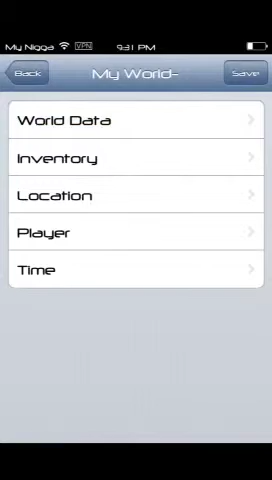 My Nigga VPN 9:31 PM
Back My World- Save
World Data
Inventory
Location
Player
Time